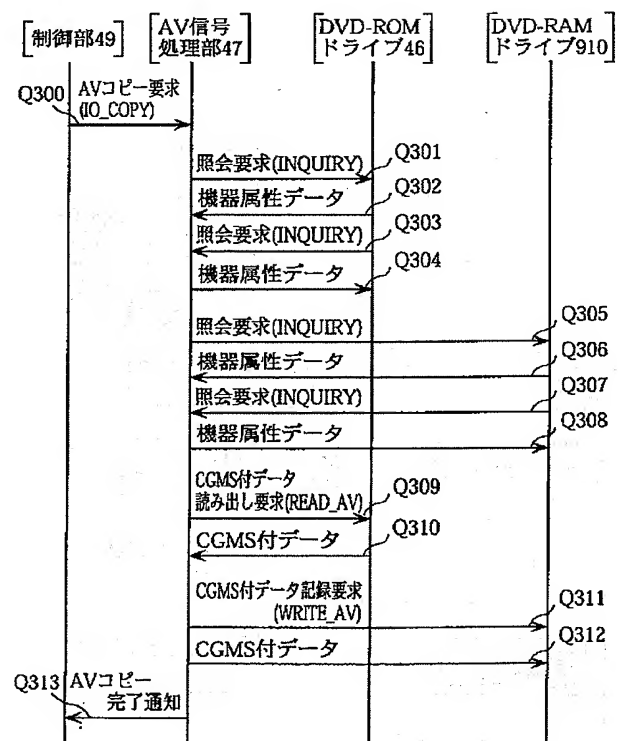 制御部49
AV信号
処理部47
DVD-ROM
ドライブ46
DVD-RAM
ドライブ910
Q300
AVコピー要求
(IO_COPY)
照会要求(INQUIRY)
Q301
機器属性データ
Q302
照会要求(INQUIRY)
Q303
機器属性データ
Q304
照会要求(INQUIRY)
Q305
機器属性データ
Q306
照会要求(INQUIRY)
Q307
機器属性データ
Q308
CGMS付データ
読み出し要求(READ_AV)
Q309
CGMS付データ
Q310
CGMS付データ記録要求
(WRITE_AV)
Q311
CGMS付データ
Q312
Q313
AVコピー
完了通知